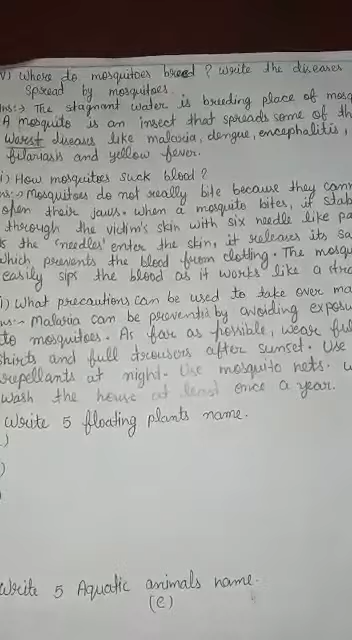 v) Where do mosquitoes breed ? Write the diseases
spread by mosquitoes.
ns:→ The stagnant water is breeding place of mosq
A mosquito is an insect that spreads some of th
worst diseases like malaria, dengue, encephalitis,
filariasis and yellow fever.
i) How mosquitoes suck blood ?
ns:→ Mosquitoes do not really bite because they cann
open their jaws. When a mosquito bites, it stab
through the victim's skin with six needle like pa
s the 'needles' enter the skin, it releases its sa
which prevents the blood from clotting. The mosqu
easily sips the blood as it works like a stra
i) What precautions can be used to take over ma
ns:- Malaria can be prevented by avoiding exposu
to mosquitoes. As far as possible, wear ful
shirts and full trousers after sunset. Use
repellants at night. Use mosquito nets.
wash the house at least once a year.
Write 5 floating plants name.
)
)
Write 5 Aquatic animals name.
(e)